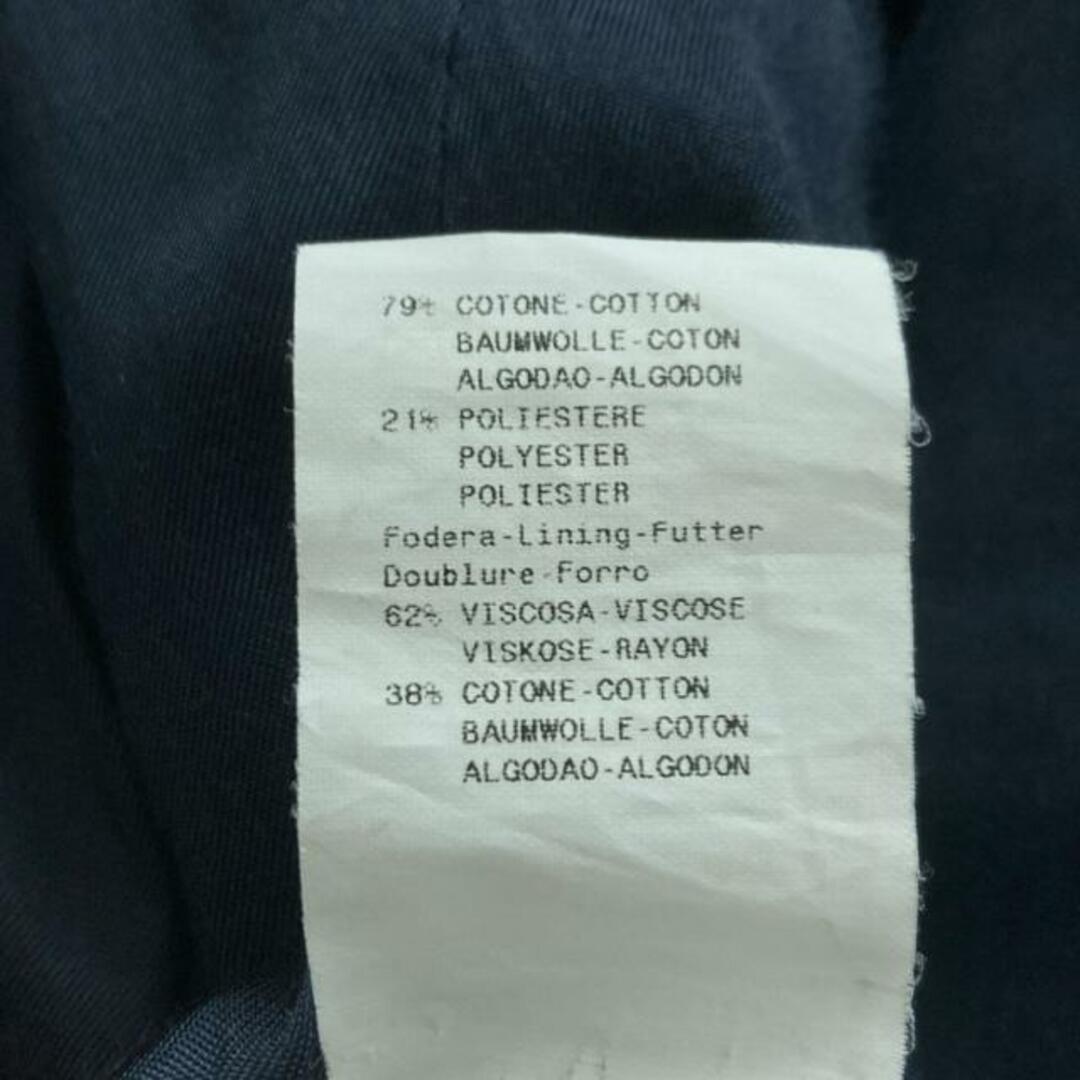 79% COTONE-COTTON
BAUMWOLLE-COTON
ALGODAO-ALGODON
21% POLIESTERE
POLYESTER
POLIESTER
Fodera-Lining-Futter
Doublure-Forro
62% VISCOSA-VISCOSE
VISKOSE-RAYON
38% COTONE-COTTON
BAUMWOLLE-COTON
ALGODAO-ALGODON